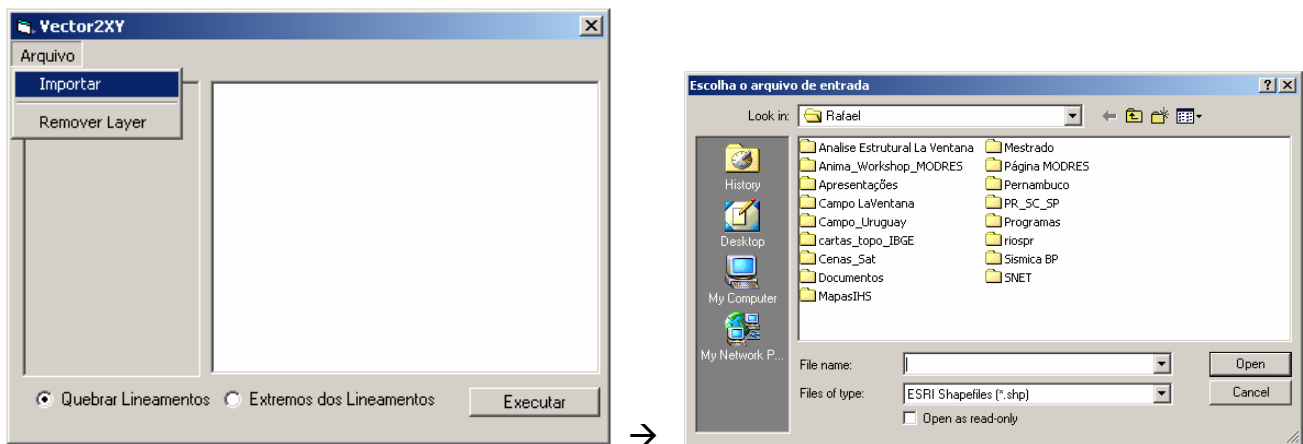 Vector2XY
Arquivo
Importar
Remover Layer
Quebrar Lineamentos
Extremos dos Lineamentos
Executar
→
Escolha o arquivo de entrada
Look in:
Rafael
History
Desktop
My Computer
My Network P...
Analise Estrutural La Ventana
Anima_Workshop_MODRES
Apresentações
Campo LaVentana
Campo_Uruguay
cartas_topo_IBGE
Cenas_Sat
Documentos
MapasIHS
Mestrado
Página MODRES
Pernambuco
PR_SC_SP
Programas
riospr
Sismica BP
SNET
File name:
Open
Files of type:
ESRI Shapefiles (*.shp)
Cancel
Open as read-only